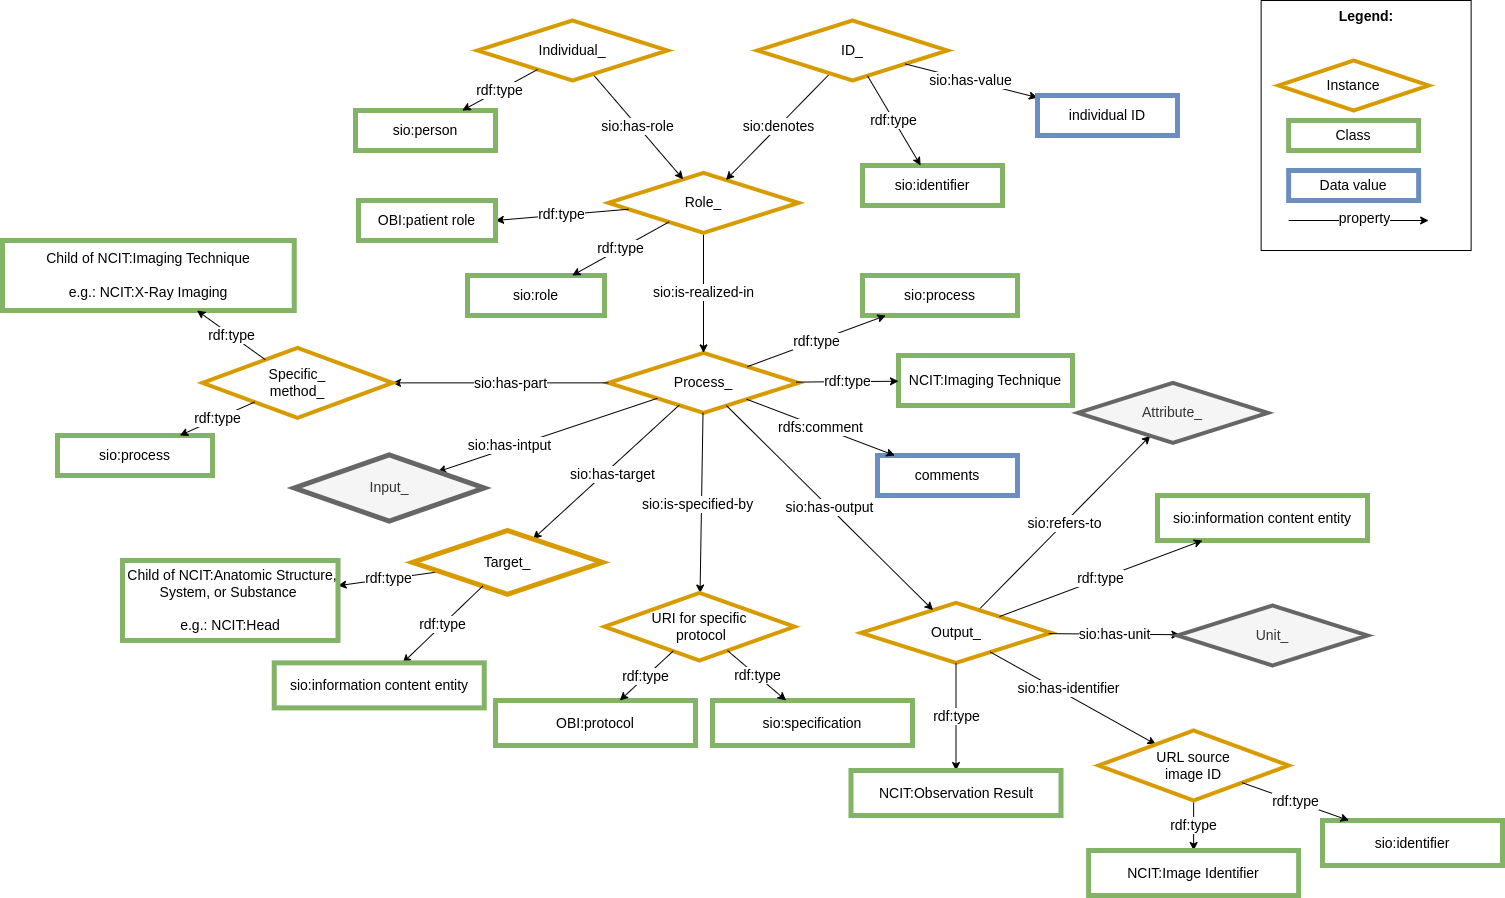 Legend:
Individual_
ID_
sio:has-value
Instance
rdf:type
individual ID
sio:person
sio:has-role
sio:denotes
rdf:type
Class
sio:identifier
Data value
Role_
OBI:patient role
rdf:type
property
rdf:type
Child of NCIT:Imaging Technique
e.g.: NCIT:X-Ray Imaging
sio:role
sio:is-realized-in
sio:process
rdf:type
rdf:type
Specific_
method_
sio:has-part
Process_
rdf:type
NCIT:Imaging Technique
rdf:type
Attribute_
rdfs:comment
sio:process
sio:has-intput
sio:has-target
comments
Input_
sio:is-specified-by
sio:has-output
sio:refers-to
sio:information content entity
Target_
rdf:type
Child of NCIT:Anatomic Structure,
System, or Substance
e.g.: NCIT:Head
rdf:type
rdf:type
URI for specific
protocol
Output_
sio:has-unit
Unit_
sio:information content entity
rdf:type
rdf:type
sio:has-identifier
OBI:protocol
sio:specification
rdf:type
URL source
image ID
NCIT:Observation Result
rdf:type
rdf:type
sio:identifier
NCIT:Image Identifier